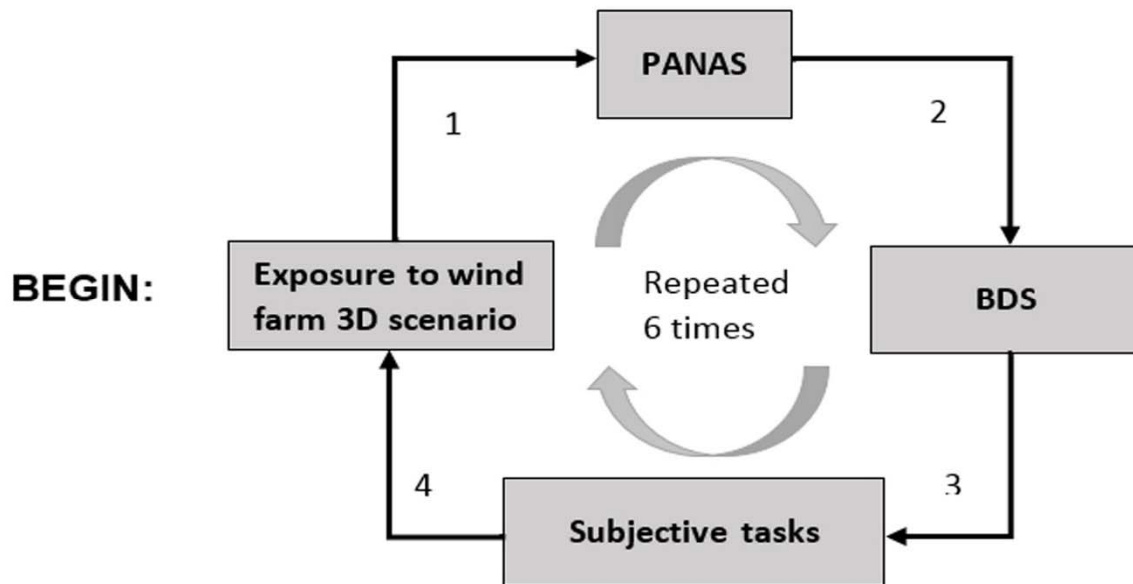 PANAS
1
2
BEGIN:
Exposure to wind
farm 3D scenario
Repeated
6 times
BDS
4
3
Subjective tasks